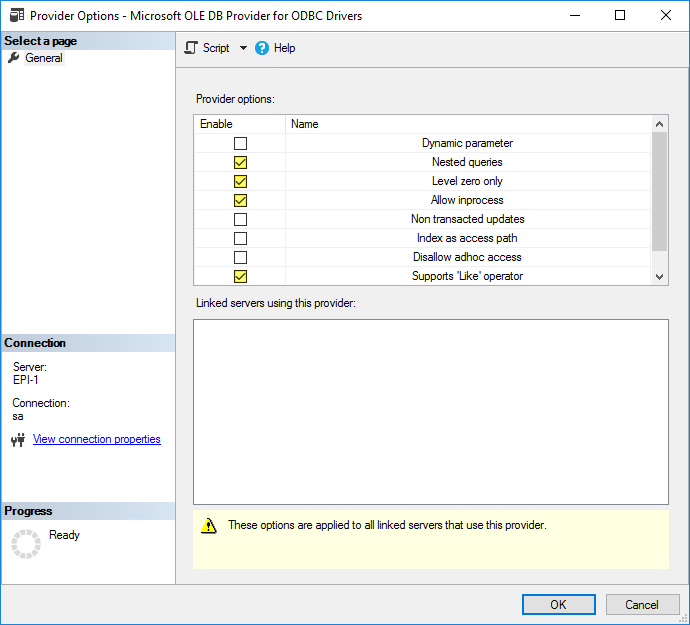 Provider Options - Microsoft OLE DB Provider for ODBC Drivers
Select a page
General
Script
Help
Provider options:
Enable Name
Dynamic parameter
Nested queries
Level zero only
Allow inprocess
Non transacted updates
Index as access path
Disallow adhoc access
Supports 'Like' operator
Linked servers using this provider:
Connection
Server:
EPI-1
Connection:
sa
View connection properties
Progress
Ready
These options are applied to all linked servers that use this provider.
OK
Cancel